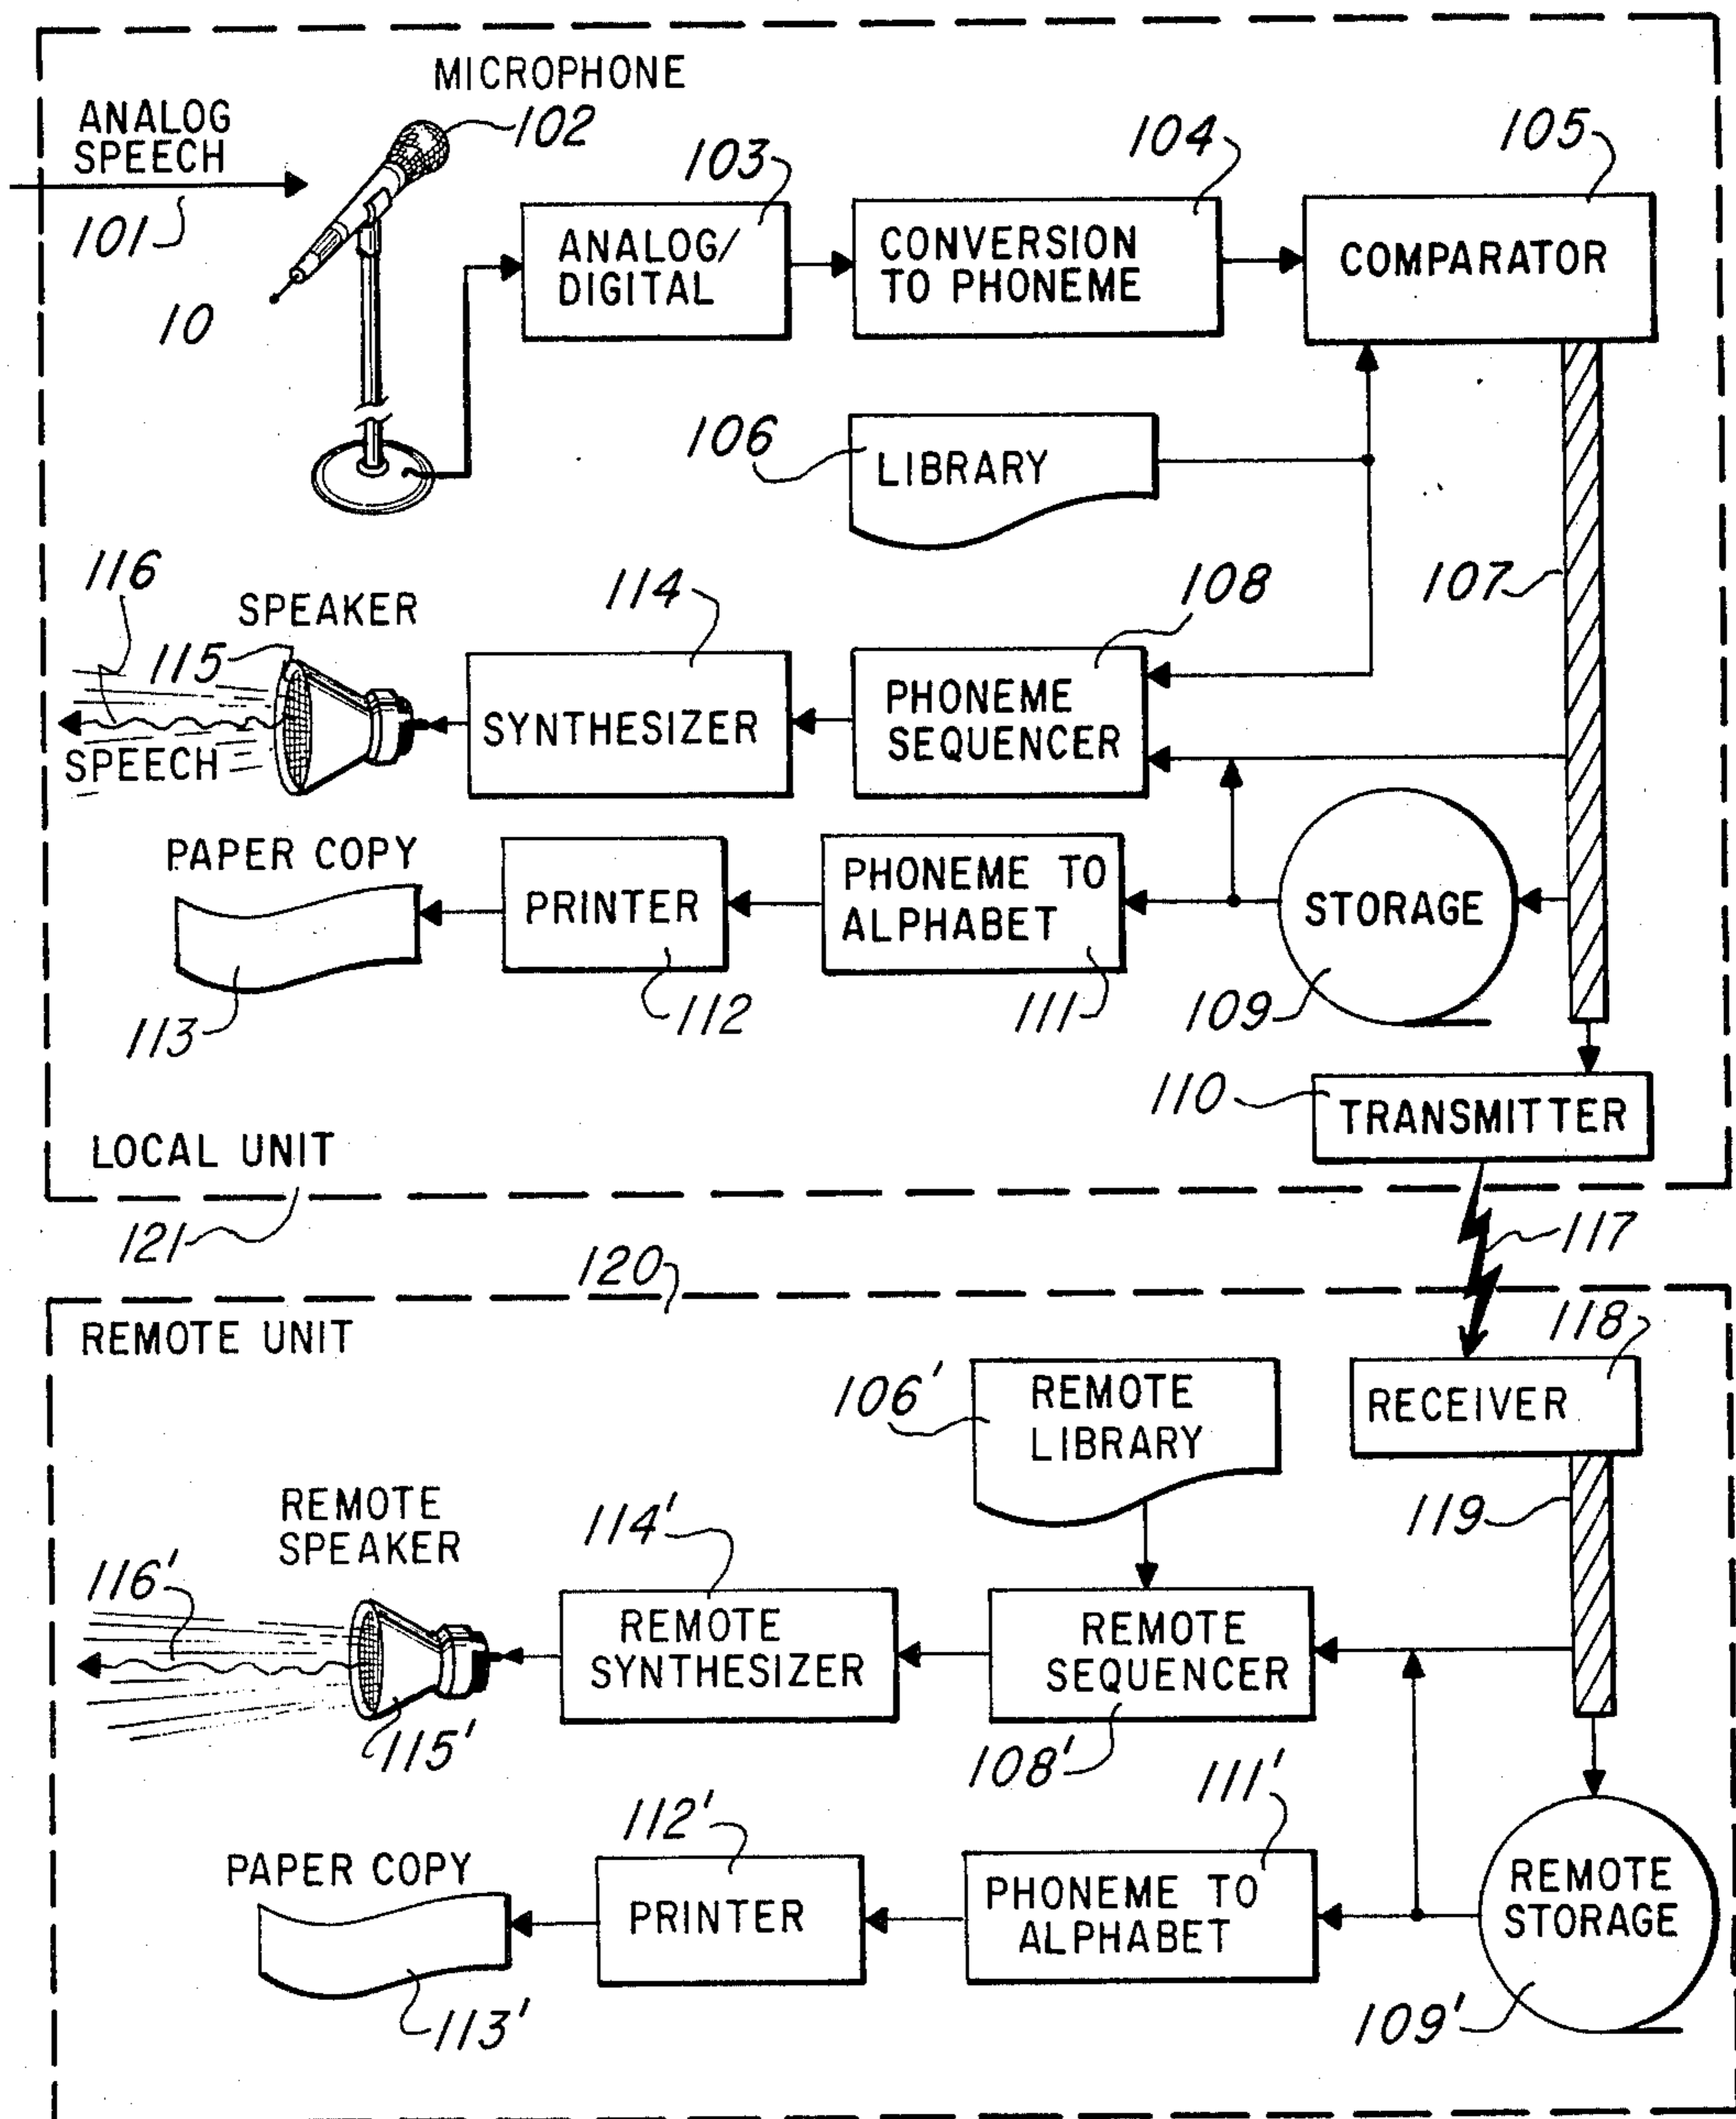 MICROPHONE
102
ANALOG
SPEECH
101
10
103
ANALOG/
DIGITAL
104
CONVERSION
TO PHONEME
105
COMPARATOR
106
LIBRARY
107
116
SPEAKER
115
SPEECH
114
SYNTHESIZER
108
PHONEME
SEQUENCER
PAPER COPY
113
PRINTER
112
PHONEME TO
ALPHABET
111
STORAGE
109
110
TRANSMITTER
LOCAL UNIT
121
117
120
REMOTE UNIT
118
RECEIVER
106'
REMOTE
LIBRARY
119
REMOTE
SPEAKER
116'
115'
114'
REMOTE
SYNTHESIZER
REMOTE
SEQUENCER
108'
111'
112'
PAPER COPY
113'
PRINTER
PHONEME TO
ALPHABET
REMOTE
STORAGE
109'